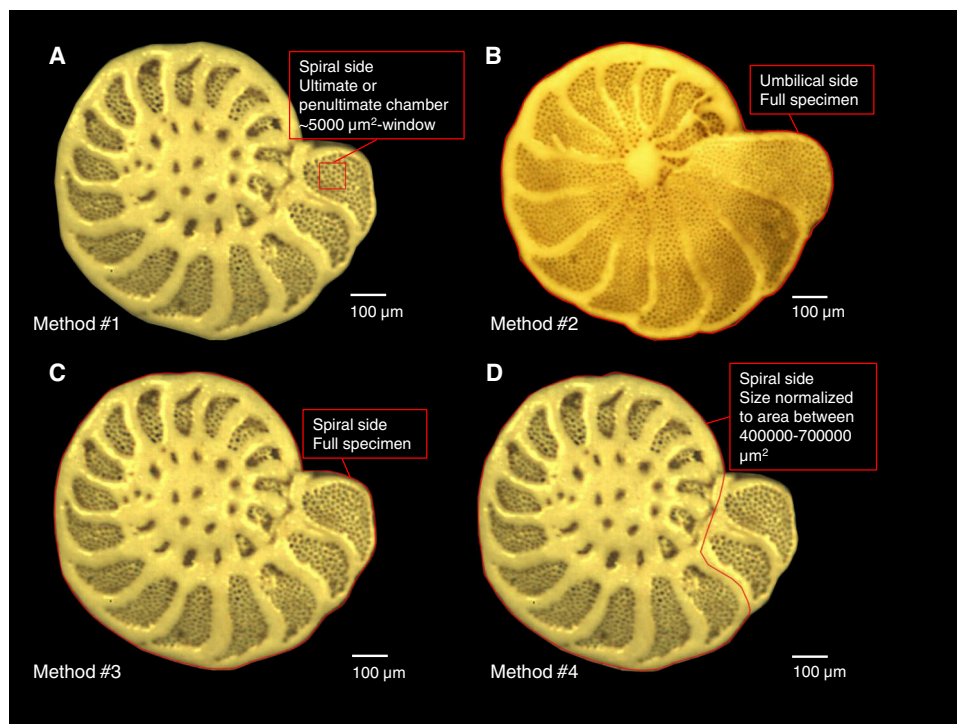 A
Spiral side
Ultimate or
penultimate chamber
~5000 µm²-window
100 µm
Method #1
B
Umbilical side
Full specimen
100 µm
Method #2
C
Spiral side
Full specimen
100 µm
Method #3
D
Spiral side
Size normalized
to area between
400000-700000
µm²
100 µm
Method #4